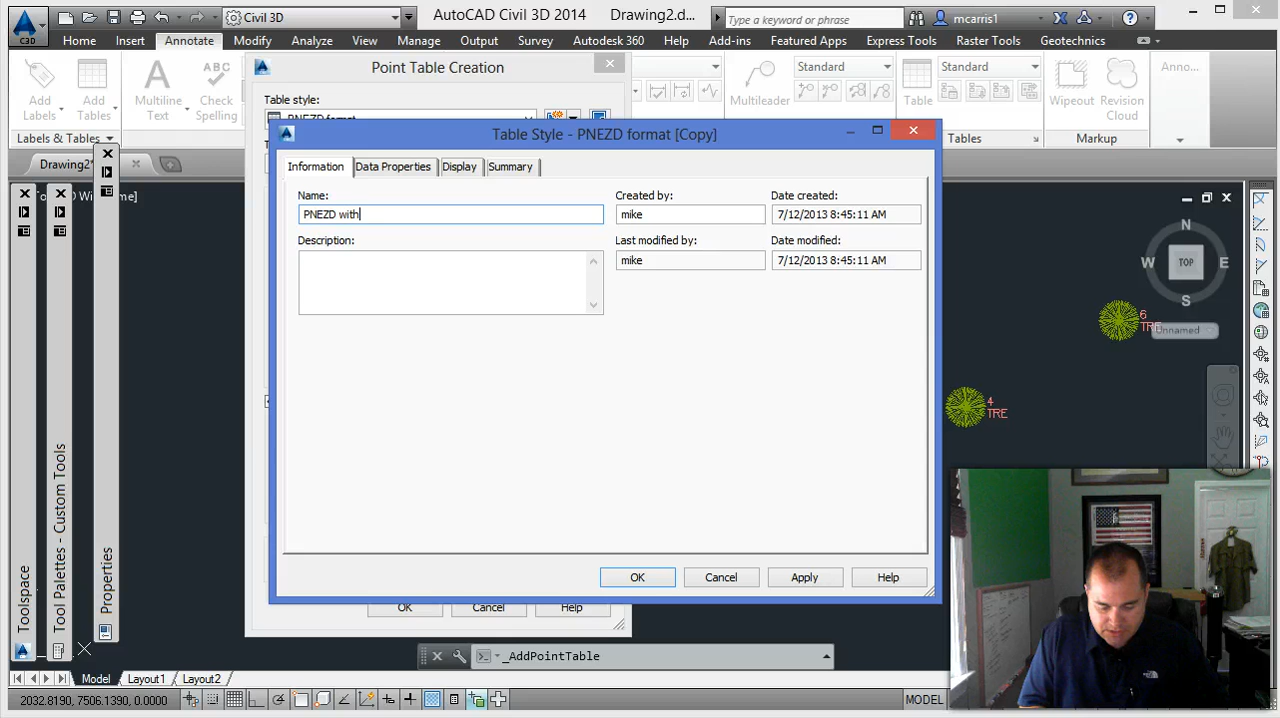 Civil 3D
AutoCAD Civil 3D 2014 Drawing2.d...
Type a keyword or phrase
mcarris1
C3D
Home Insert Annotate Modify Analyze View Manage Output Survey Autodesk 360 Help Add-ins Featured Apps Express Tools Raster Tools Geotechnics
Add Labels
Add Tables
Multiline Text
ABC
Check Spelling
Multileader
Standard
Table
Standard
Wipeout
Revision Cloud
Anno...
Labels & Tables
Tables
Markup
Drawing2*
Point Table Creation
Table style:
PNEZD format
Table Style - PNEZD format [Copy]
Information Data Properties Display Summary
Name:
PNEZD with
Created by:
mike
Date created:
7/12/2013 8:45:11 AM
Description:
Last modified by:
mike
Date modified:
7/12/2013 8:45:11 AM
OK Cancel Apply Help
OK Cancel Help
N
W TOP E
S
Unnamed
6
TRE
4
TRE
Toolspace
Tool Palettes - Custom Tools
Properties
_AddPointTable
Model Layout1 Layout2
2032.8190, 7506.1390, 0.0000
MODEL